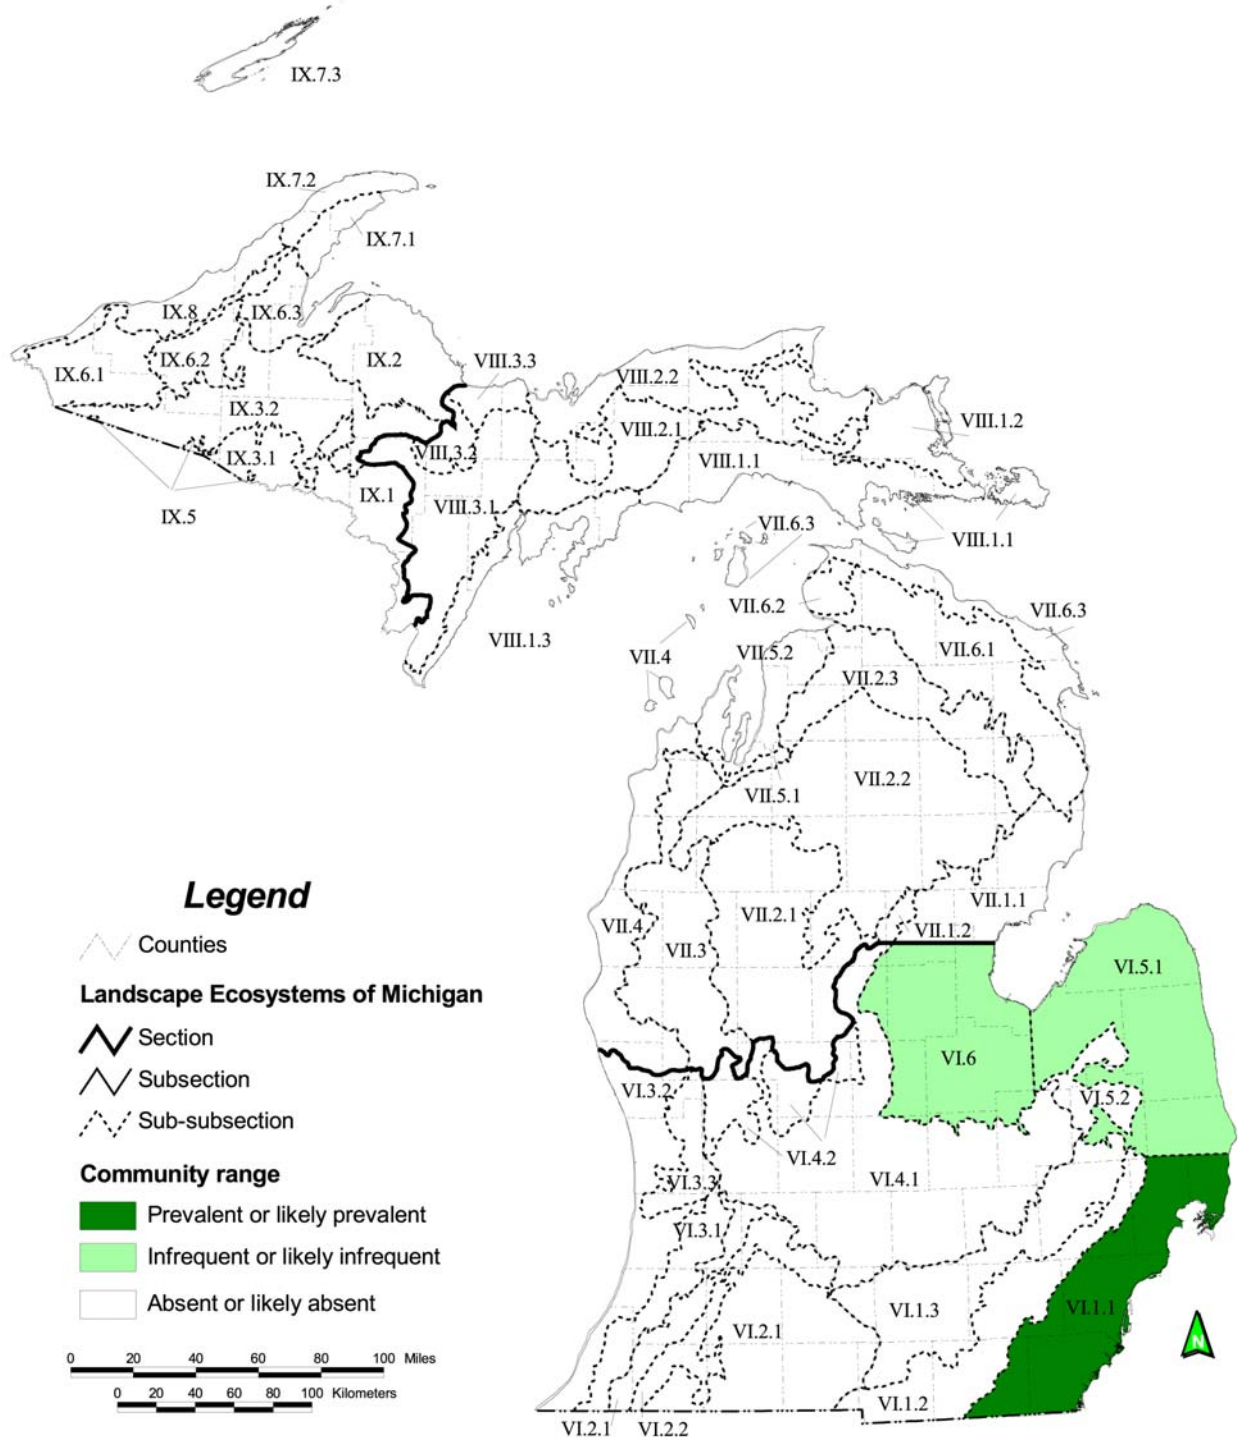 IX.7.3
IX.7.2
IX.7.1
IX.8
IX.6.3
IX.6.2
IX.6.1
IX.2
VIII.3.3
VIII.2.2
IX.3.2
VIII.2.1
VIII.1.2
IX.3.1
VIII.3.2
VIII.1.1
IX.5
IX.1
VIII.3.1
VII.6.3
VIII.1.1
VII.6.2
VII.6.3
VIII.1.3
VII.4
VII.5.2
VII.6.1
VII.2.3
VII.2.2
VII.5.1
Legend
Counties
Landscape Ecosystems of Michigan
Section
Subsection
Sub-subsection
Community range
Prevalent or likely prevalent
Infrequent or likely infrequent
Absent or likely absent
0 20 40 60 80 100 Miles
0 20 40 60 80 100 Kilometers
VII.1.1
VII.4
VII.2.1
VII.1.2
VII.3
VI.5.1
VI.6
VI.3.2
VI.5.2
VI.4.2
VI.3.3
VI.4.1
VI.3.1
VI.1.3
VI.1.1
VI.2.1
N
VI.1.2
VI.2.1
VI.2.2